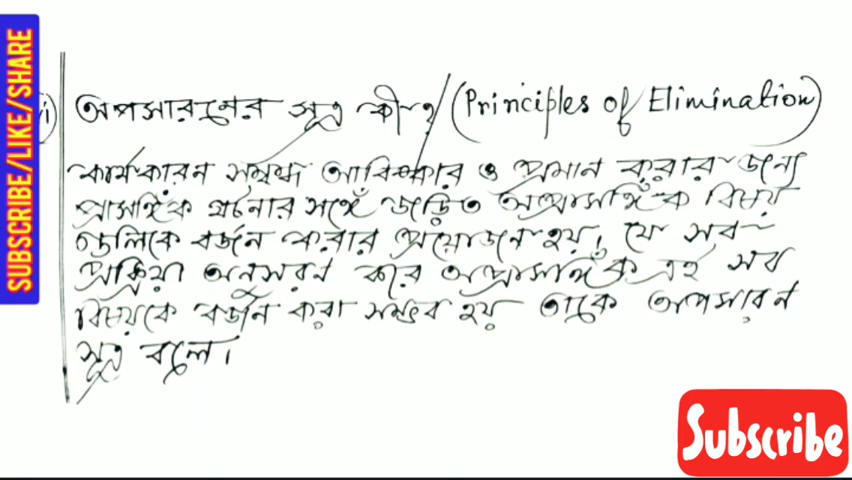 SUBSCRIBE/LIKE/SHARE
i) অপসারণের সূত্র কী? (Principles of Elimination)
কার্যকারন সম্বন্ধ আবিষ্কার ও প্রমান করার জন্যে
প্রাসঙ্গিক ঘটনার সঙ্গে জড়িত অপ্রাসঙ্গিক বিষয়
গুলিকে বর্জন করার প্রয়োজন হয়। যে সব
প্রক্রিয়া অনুসরণ করে অপ্রাসঙ্গিক এই সব
বিষয়কে বর্জন করা সম্ভব হয় তাকে অপসারন
সূত্র বলে।
Subscribe